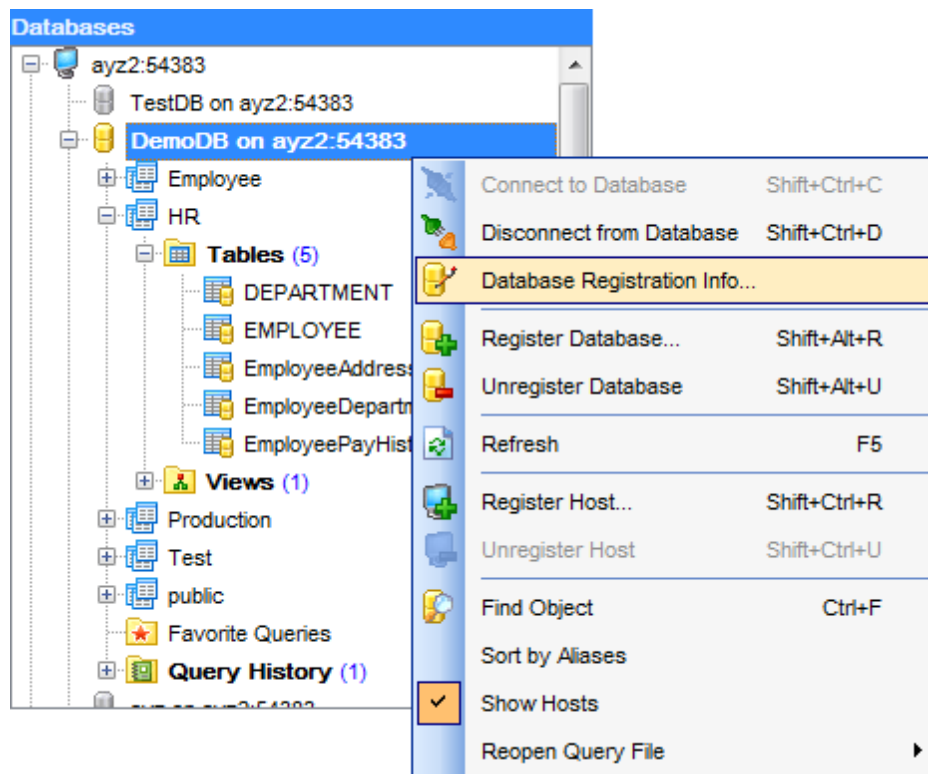 Databases
ayz2:54383
TestDB on ayz2:54383
DemoDB on ayz2:54383
Employee
HR
Tables (5)
DEPARTMENT
EMPLOYEE
EmployeeAddress
EmployeeDepartm
EmployeePayHist
Views (1)
Production
Test
public
Favorite Queries
Query History (1)
Connect to Database Shift+Ctrl+C
Disconnect from Database Shift+Ctrl+D
Database Registration Info...
Register Database... Shift+Alt+R
Unregister Database Shift+Alt+U
Refresh F5
Register Host... Shift+Ctrl+R
Unregister Host Shift+Ctrl+U
Find Object Ctrl+F
Sort by Aliases
Show Hosts
Reopen Query File